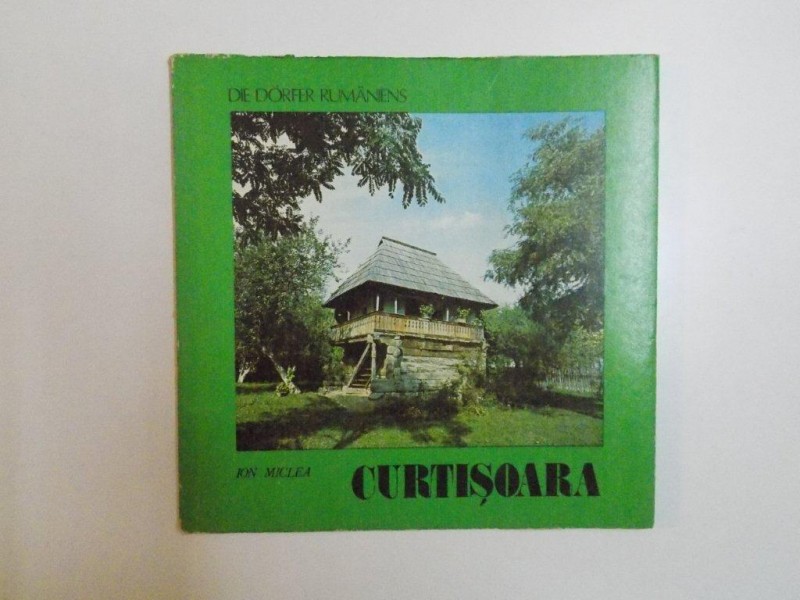 DIE DÖRFER RUMÄNIENS
ION MICLEA
CURTIŞOARA